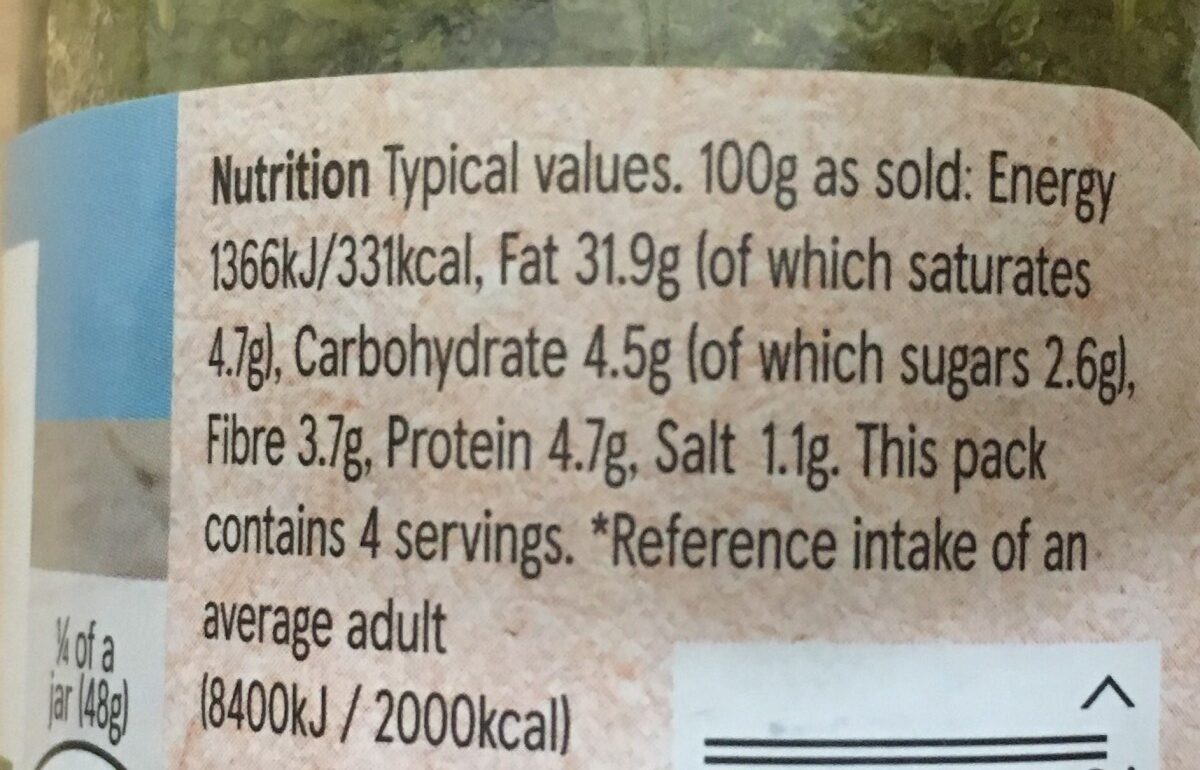 Nutrition Typical values. 100g as sold: Energy
1366kJ/331kcal, Fat 31.9g (of which saturates
4.7g), Carbohydrate 4.5g (of which sugars 2.6g),
Fibre 3.7g, Protein 4.7g, Salt 1.1g. This pack
contains 4 servings. *Reference intake of an
average adult
(8400kJ / 2000kcal)
¼ of a
jar (48g)